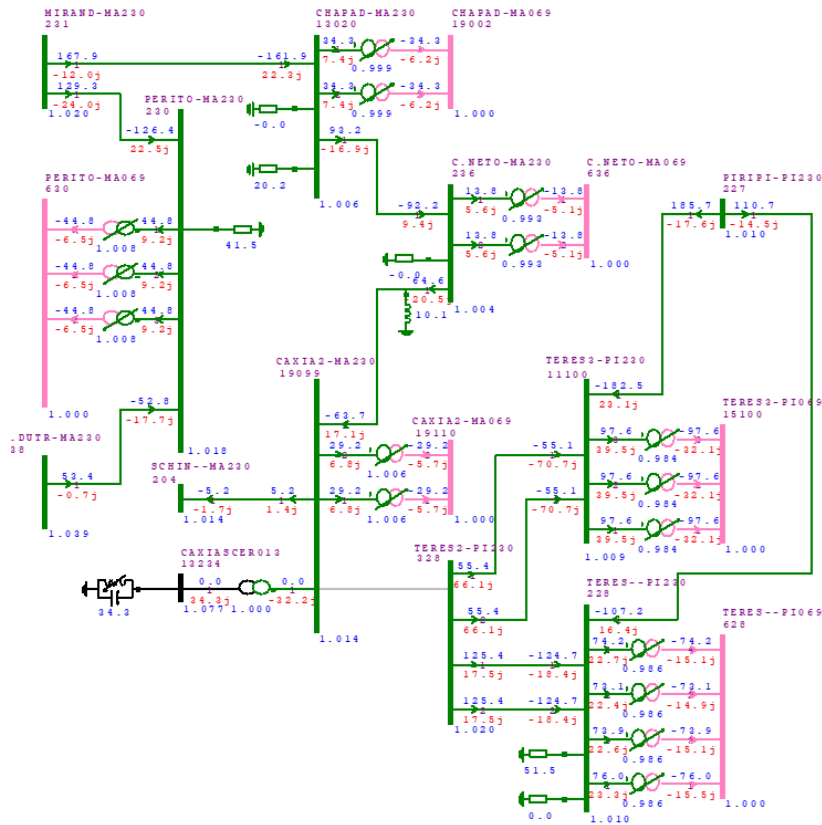 MIRAND-MA230
231
167.9
-12.0j
129.3
-24.0j
1.020
-161.9
22.3j
CHAPAD-MA230
13020
34.3
7.4j
0.999
-34.3
-6.2j
34.3
7.4j
0.999
-34.3
-6.2j
CHAPAD-MA069
19002
1.000
-0.0
20.2
93.2
-16.9j
1.006
PERITO-MA230
230
-126.4
22.5j
PERITO-MA069
630
-44.8
-6.5j
1.008
44.8
9.2j
-44.8
-6.5j
1.008
44.8
9.2j
-44.8
-6.5j
1.008
44.8
9.2j
1.000
41.5
-52.8
-17.7j
1.018
C.NETO-MA230
236
-92.2
9.4j
13.8
5.6j
0.993
-13.8
-5.1j
13.8
5.6j
0.993
-13.8
-5.1j
C.NETO-MA069
636
1.000
-0.0
64.6
20.5j
10.1
1.004
PIRIPI-PI230
227
185.7
-17.6j
110.7
-14.5j
1.010
.DUTR-MA230
38
53.4
-0.7j
1.039
SCHIN--MA230
204
-5.2
-1.7j
1.014
5.2
1.4j
CAXIA2-MA230
19099
-63.7
17.1j
29.2
6.8j
1.006
-29.2
-5.7j
29.2
6.8j
1.006
-29.2
-5.7j
CAXIA2-MA069
19110
1.000
1.014
CAXIASCER013
13234
34.3
0.0
34.3j
1.077
1.000
0.0
-32.2j
TERES3-PI230
11100
-182.5
23.1j
-55.1
-70.7j
-55.1
-70.7j
97.6
39.5j
0.984
-97.6
-32.1j
97.6
39.5j
0.984
-97.6
-32.1j
97.6
39.5j
0.984
-97.6
-32.1j
1.009
TERES3-PI069
15100
1.000
TERES2-PI230
328
55.4
66.1j
55.4
66.1j
125.4
17.5j
-124.7
-18.4j
125.4
17.5j
-124.7
-18.4j
1.020
TERES--PI230
228
-107.2
16.4j
74.2
22.7j
0.986
-74.2
-15.1j
73.1
22.4j
0.986
-73.1
-14.9j
73.9
22.6j
0.986
-73.9
-15.1j
76.0
23.3j
0.986
-76.0
-15.5j
51.5
0.0
1.010
TERES--PI069
628
1.000